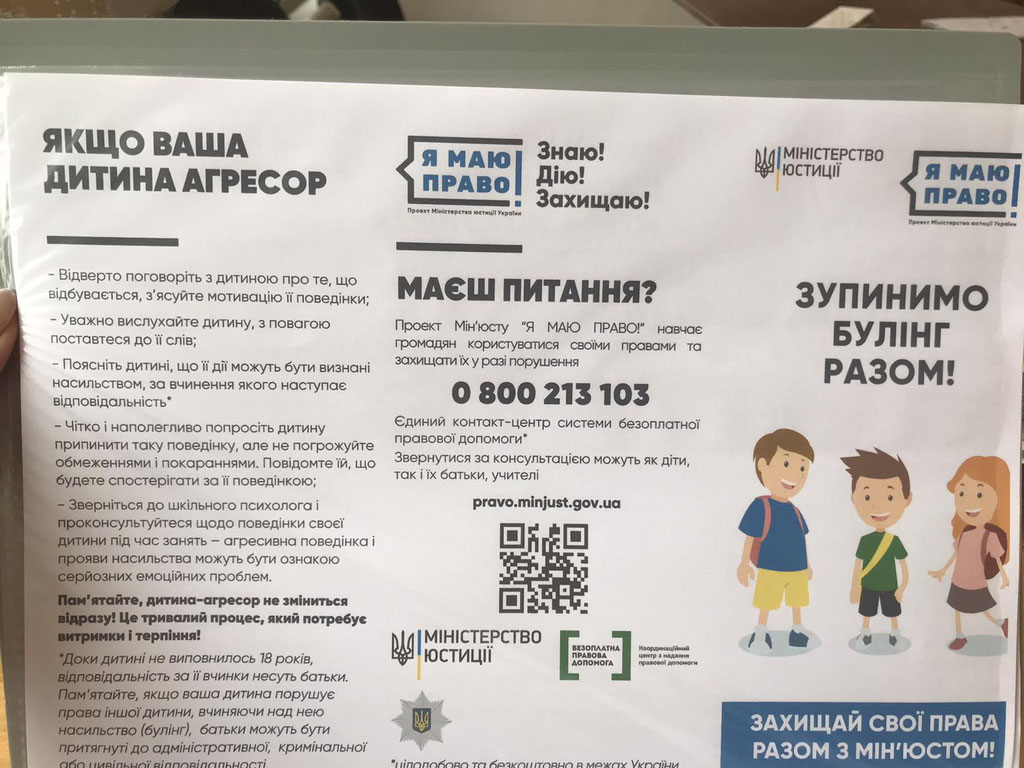 ЯКЩО ВАША
ДИТИНА АГРЕСОР
- Відверто поговоріть з дитиною про те, що
відбувається, з'ясуйте мотивацію її поведінки;
- Уважно вислухайте дитину, з повагою
поставтеся до її слів;
- Поясніть дитині, що її дії можуть бути визнані
насильством, за вчинення якого наступає
відповідальність*
- Чітко і наполегливо попросіть дитину
припинити таку поведінку, але не погрожуйте
обмеженнями і покараннями. Повідомте їй, що
будете спостерігати за її поведінкою;
- Зверніться до шкільного психолога і
проконсультуйтеся щодо поведінки своєї
дитини під час занять – агресивна поведінка і
прояви насильства можуть бути ознакою
серйозних емоційних проблем.
Пам'ятайте, дитина-агресор не зміниться
відразу! Це тривалий процес, який потребує
витримки і терпіння!
*Доки дитині не виповнилось 18 років,
відповідальність за її вчинки несуть батьки.
Пам'ятайте, якщо ваша дитина порушує
права іншої дитини, вчиняючи над нею
насильство (булінг), батьки можуть бути
притягнуті до адміністративної, кримінальної
або цивільної відповідальності.
Я МАЮ
ПРАВО!
Проект Міністерства юстиції України
Знаю!
Дію!
Захищаю!
МАЄШ ПИТАННЯ?
Проект Мін'юсту "Я МАЮ ПРАВО!" навчає
громадян користуватися своїми правами та
захищати їх у разі порушення
0 800 213 103
Єдиний контакт-центр системи безоплатної
правової допомоги*
Звернутися за консультацією можуть як діти,
так і їх батьки, учителі
pravo.minjust.gov.ua
МІНІСТЕРСТВО
ЮСТИЦІЇ
БЕЗОПЛАТНА
ПРАВОВА
ДОПОМОГА
Координаційний
центр з надання
правової допомоги
*цілодобово та безкоштовно в межах України
МІНІСТЕРСТВО
ЮСТИЦІЇ
Я МАЮ
ПРАВО!
Проект Міністерства юстиції України
ЗУПИНИМО
БУЛІНГ
РАЗОМ!
ЗАХИЩАЙ СВОЇ ПРАВА
РАЗОМ З МІН'ЮСТОМ!